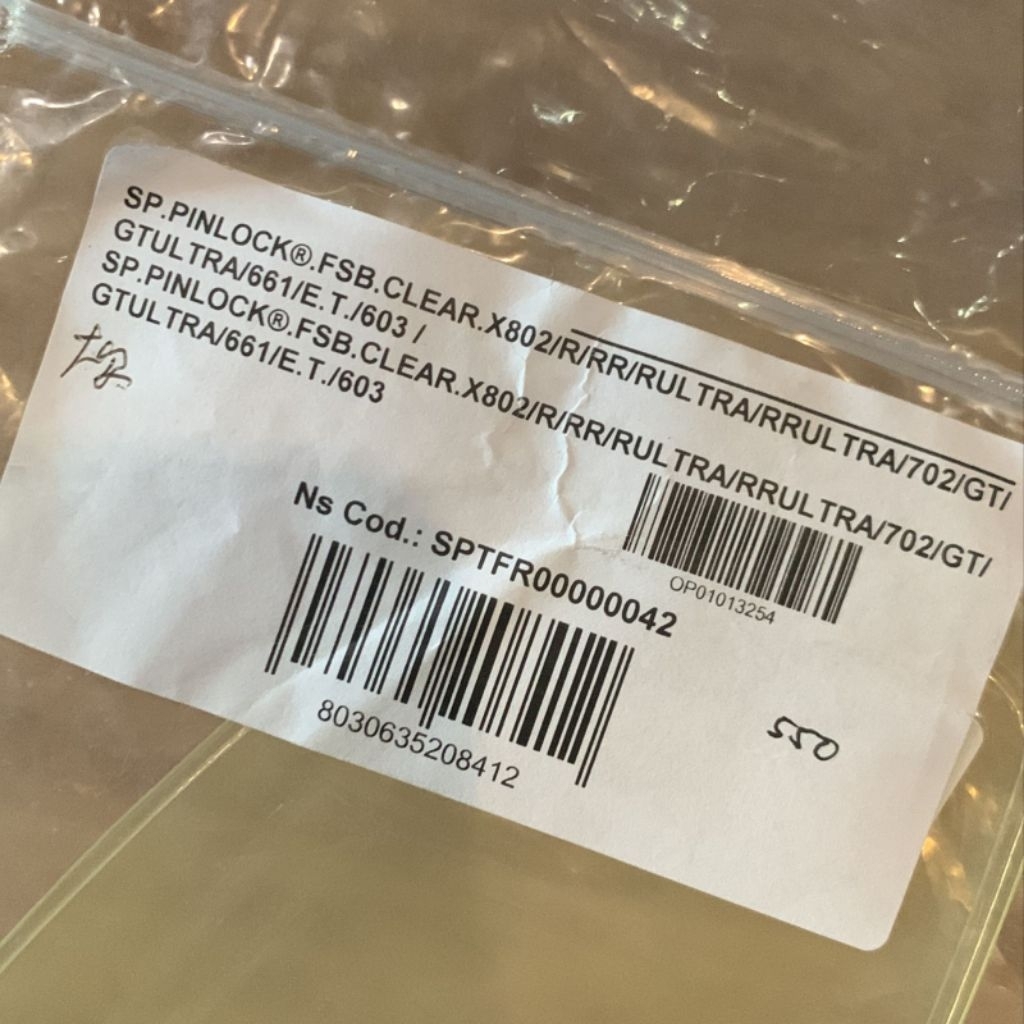 SP.PINLOCK®.FSB.CLEAR.X802/R/RR/RULTRA/RRULTRA/702/GT/
GTULTRA/661/E.T./603 /
SP.PINLOCK®.FSB.CLEAR.X802/R/RR/RULTRA/RRULTRA/702/GT/
GTULTRA/661/E.T./603
Ns Cod.: SPTFR00000042
OP01013254
8030635208412
550